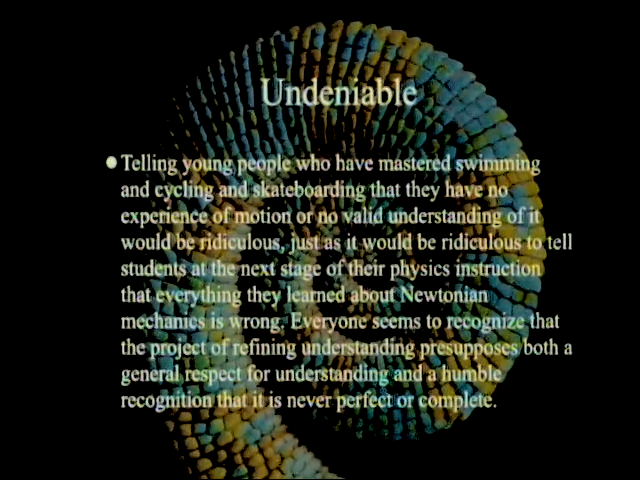 Undeniable
Telling young people who have mastered swimming
and cycling and skateboarding that they have no
experience of motion or no valid understanding of it
would be ridiculous, just as it would be ridiculous to tell
students at the next stage of their physics instruction
that everything they learned about Newtonian
mechanics is wrong. Everyone seems to recognize that
the project of refining understanding presupposes both a
general respect for understanding and a humble
recognition that it is never perfect or complete.